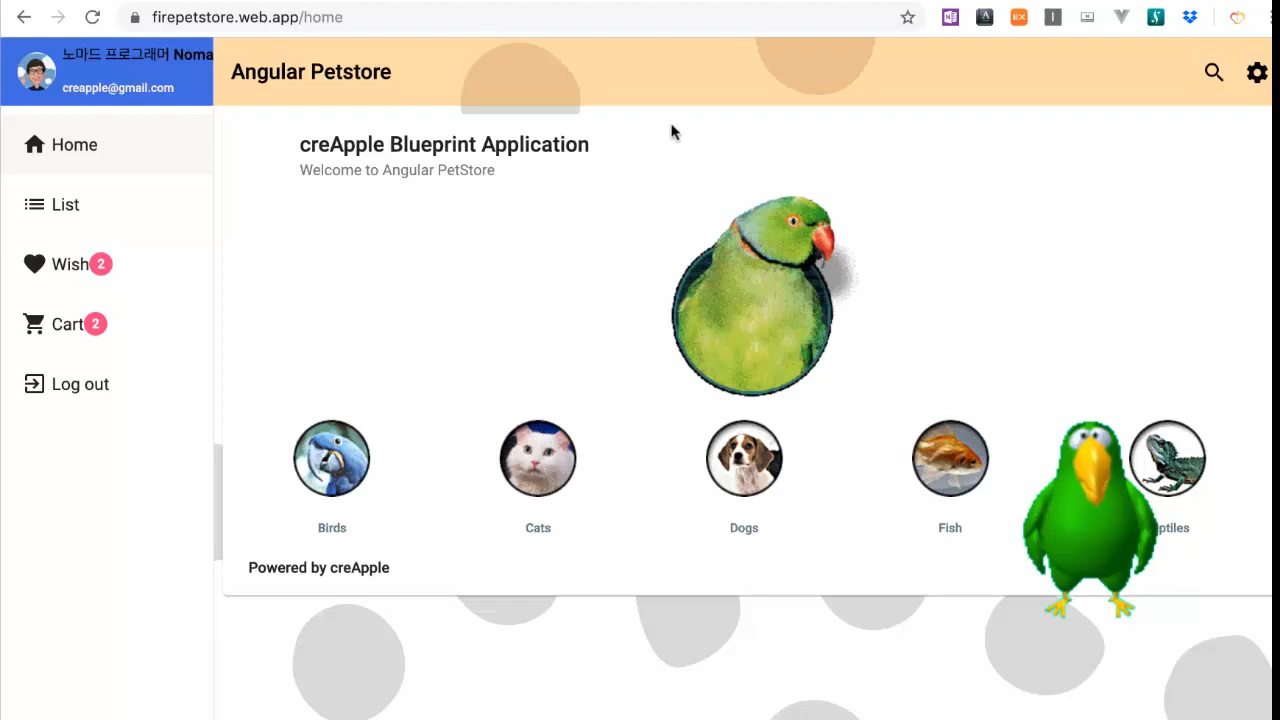 firepetstore.web.app/home
노마드 프로그래머 Noma
creapple@gmail.com
Angular Petstore
Home
List
Wish 2
Cart 2
Log out
creApple Blueprint Application
Welcome to Angular PetStore
Birds
Cats
Dogs
Fish
ptiles
Powered by creApple